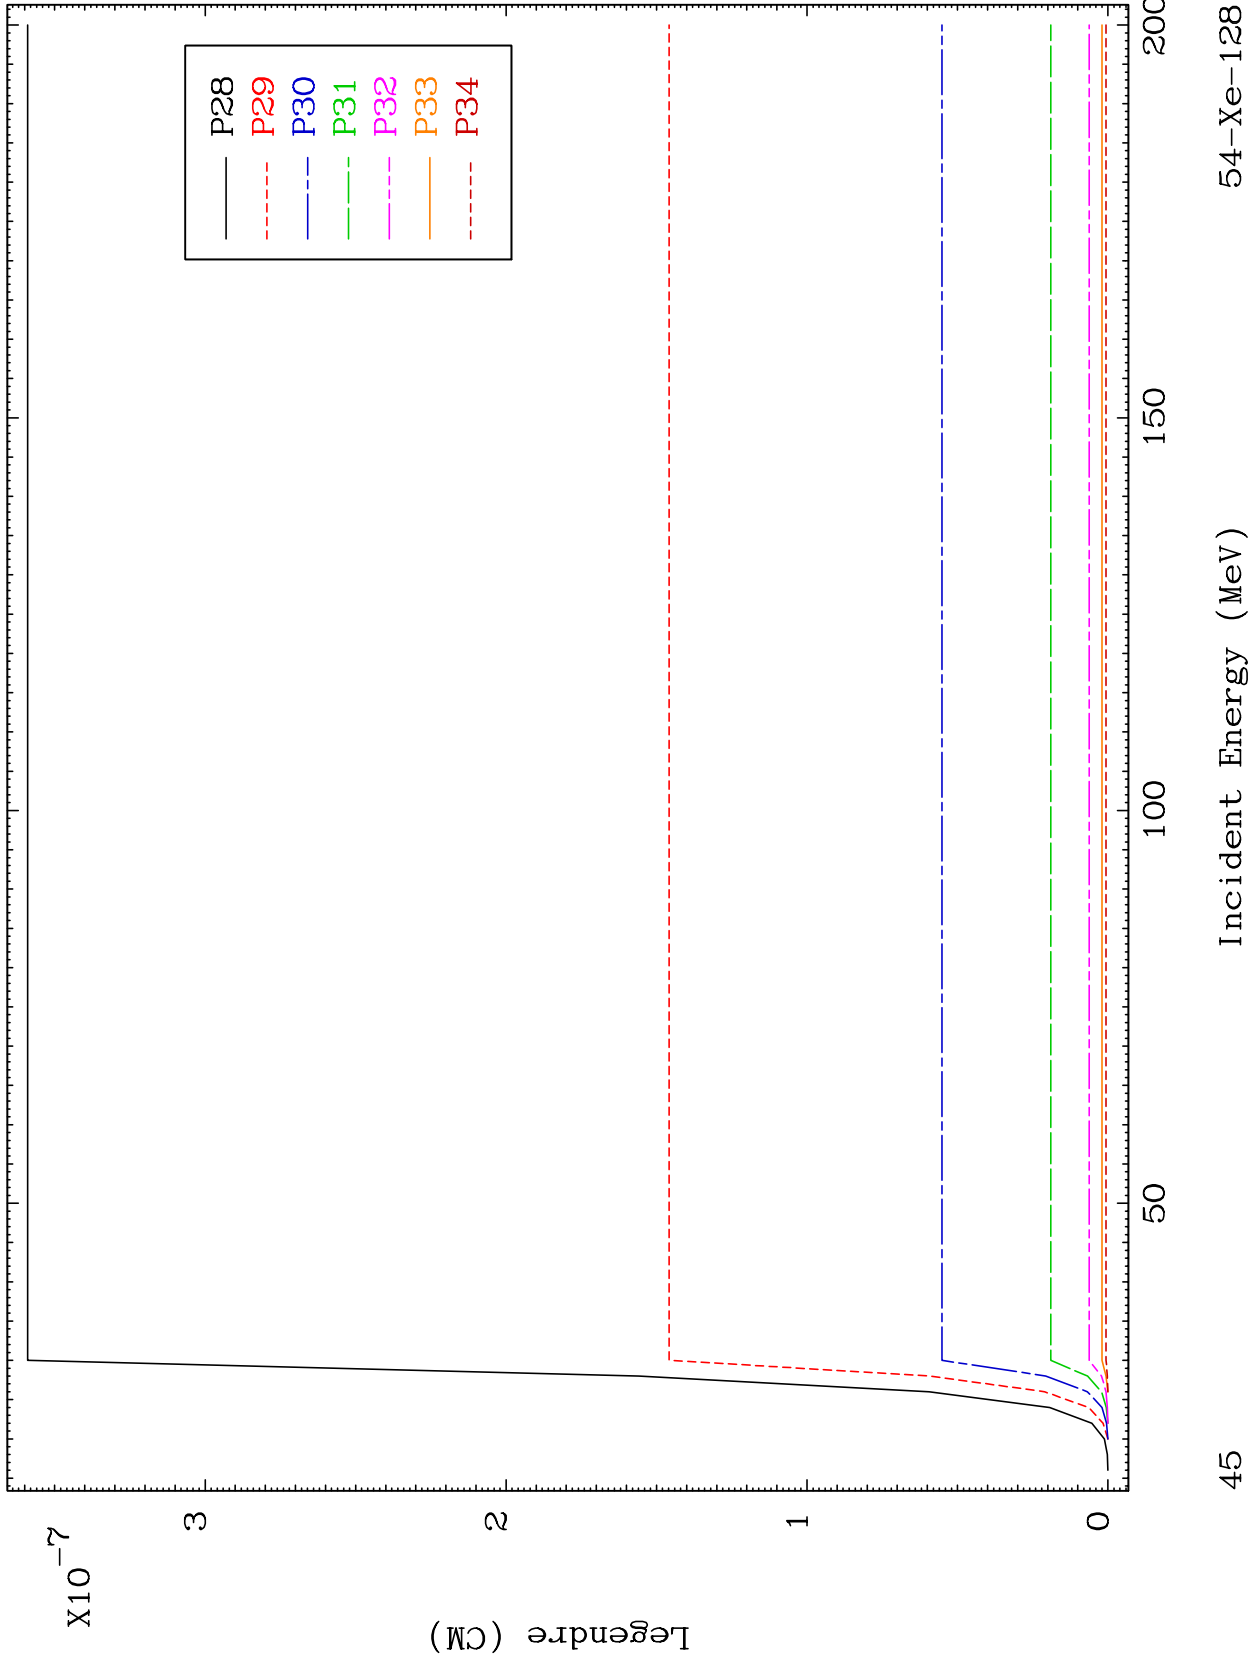 X10
-7
Legendre (CM)
3
2
1
0
P28
P29
P30
P31
P32
P33
P34
50
100
150
200
Incident Energy (MeV)
45
54-Xe-128